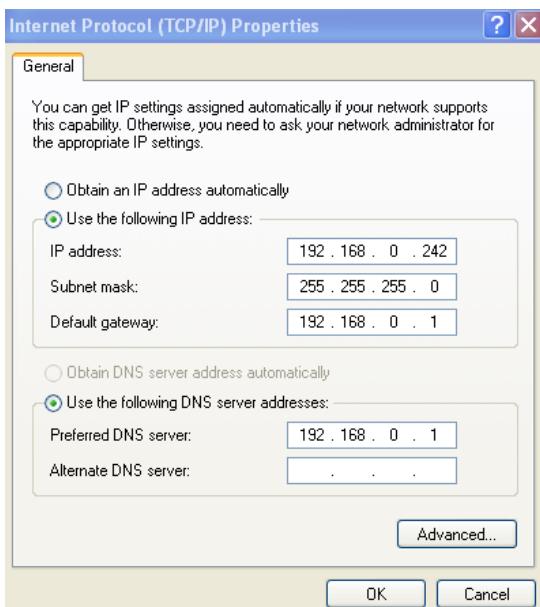 Internet Protocol (TCP/IP) Properties
General
You can get IP settings assigned automatically if your network supports
this capability. Otherwise, you need to ask your network administrator for
the appropriate IP settings.
Obtain an IP address automatically
Use the following IP address:
IP address: 192 . 168 . 0 . 242
Subnet mask: 255 . 255 . 255 . 0
Default gateway: 192 . 168 . 0 . 1
Obtain DNS server address automatically
Use the following DNS server addresses:
Preferred DNS server: 192 . 168 . 0 . 1
Alternate DNS server: . . .
Advanced...
OK Cancel